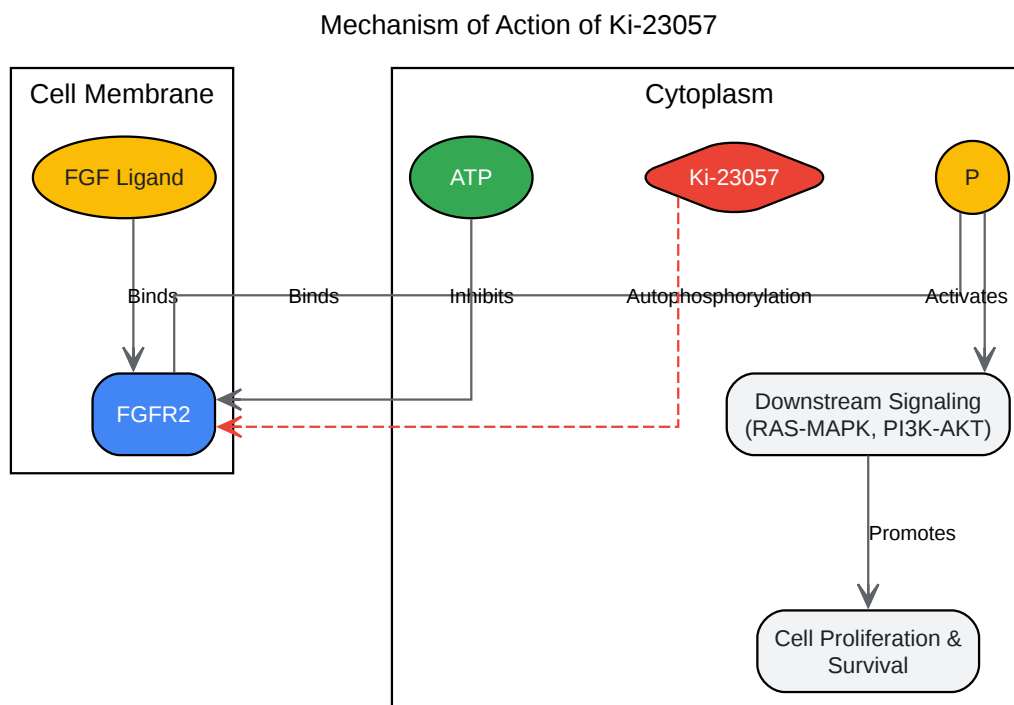 Mechanism of Action of Ki-23057
Cell Membrane
Cytoplasm
FGF Ligand
ATP
Ki-23057
P
Binds
Binds
Inhibits
Autophosphorylation
Activates
FGFR2
Downstream Signaling
(RAS-MAPK, PI3K-AKT)
Promotes
Cell Proliferation &
Survival